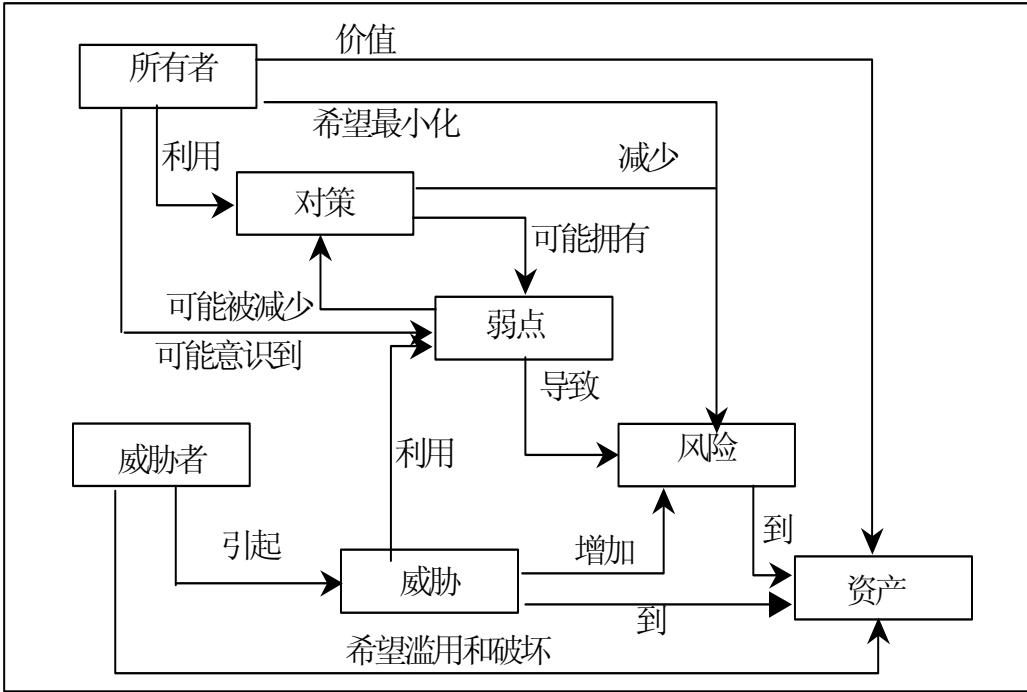 价值
所有者
希望最小化
利用
减少
对策
可能拥有
可能被减少
弱点
可能意识到
导致
威胁者
利用
风险
引起
增加
到
威胁
资产
到
希望滥用和破坏